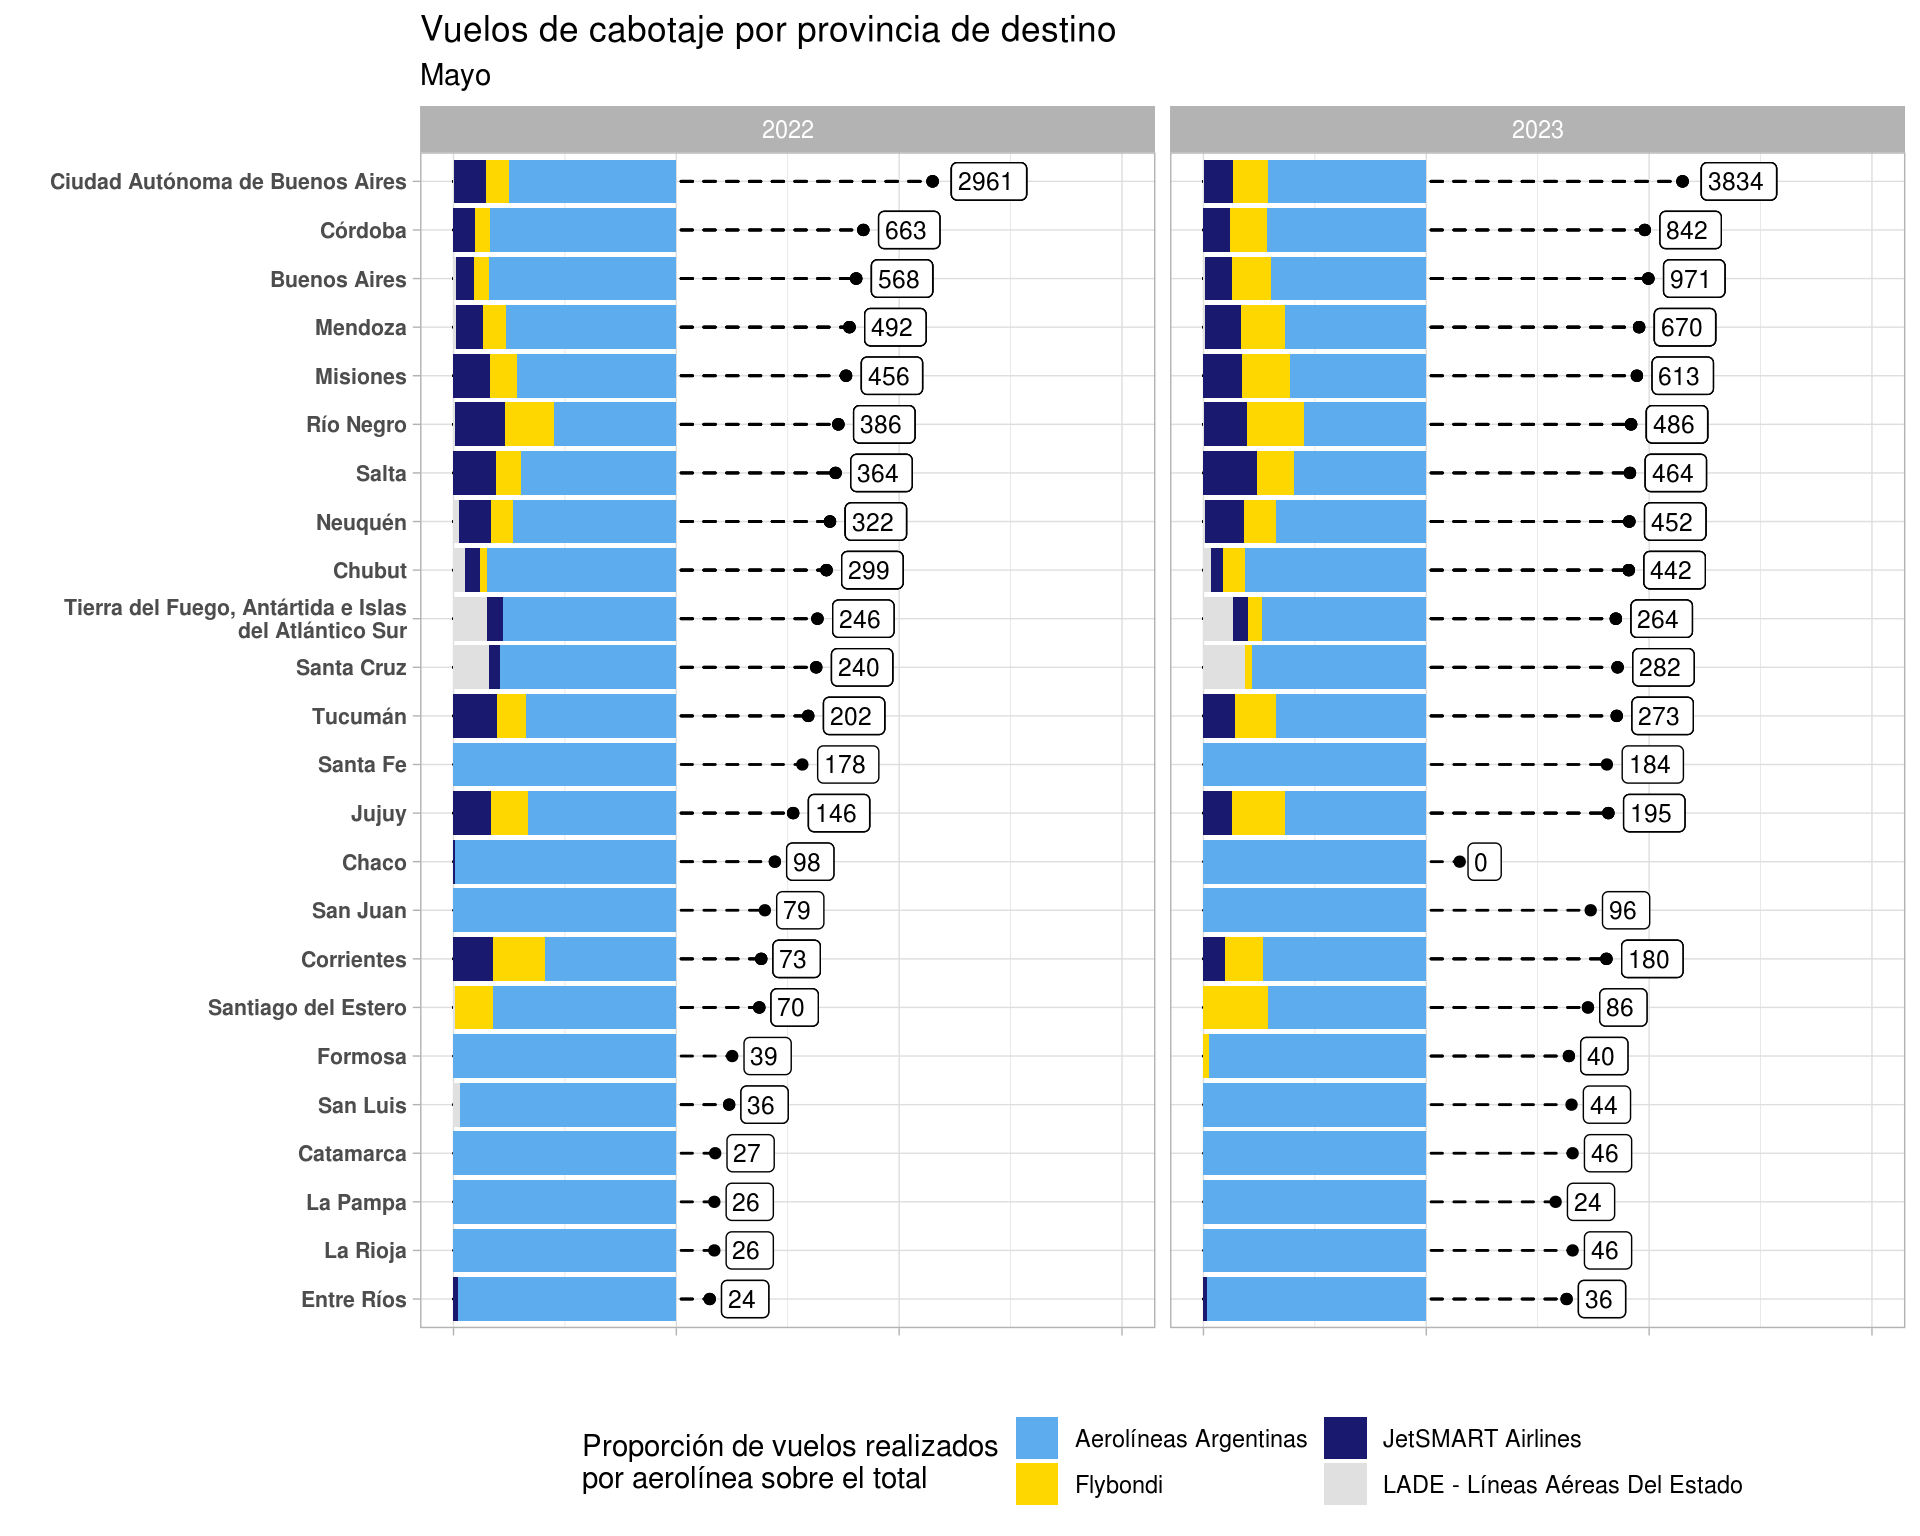 Vuelos de cabotaje por provincia de destino
Mayo
2022 2023
Ciudad Autónoma de Buenos Aires 2961 3834
Córdoba 663 842
Buenos Aires 568 971
Mendoza 492 670
Misiones 456 613
Río Negro 386 486
Salta 364 464
Neuquén 322 452
Chubut 299 442
Tierra del Fuego, Antártida e Islas
del Atlántico Sur 246 264
Santa Cruz 240 282
Tucumán 202 273
Santa Fe 178 184
Jujuy 146 195
Chaco 98 0
San Juan 79 96
Corrientes 73 180
Santiago del Estero 70 86
Formosa 39 40
San Luis 36 44
Catamarca 27 46
La Pampa 26 24
La Rioja 26 46
Entre Ríos 24 36
Proporción de vuelos realizados
por aerolínea sobre el total
Aerolíneas Argentinas JetSMART Airlines
Flybondi LADE - Líneas Aéreas Del Estado